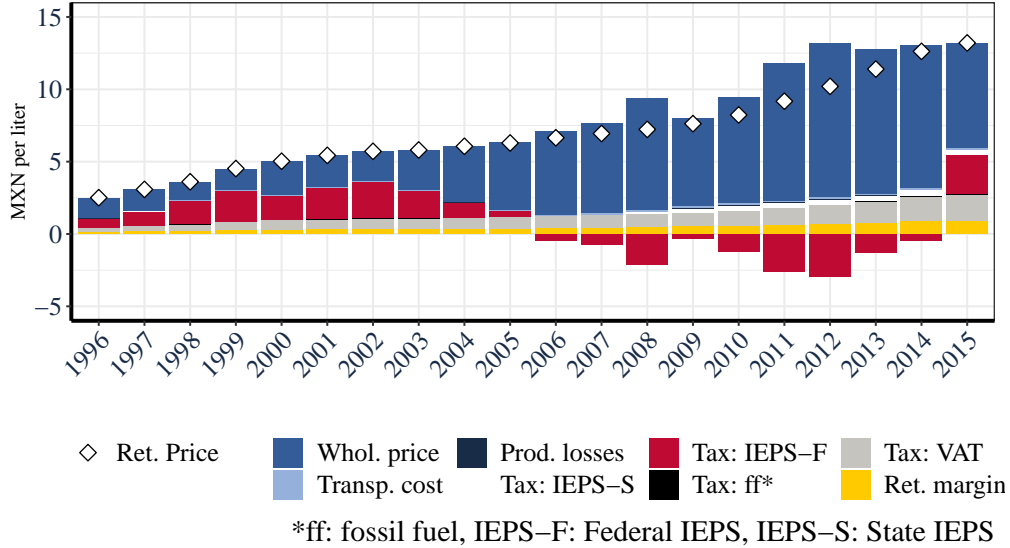 MXN per liter
15
10
5
0
−5
1996 1997 1998 1999 2000 2001 2002 2003 2004 2005 2006 2007 2008 2009 2010 2011 2012 2013 2014 2015
Ret. Price Whol. price Prod. losses Tax: IEPS−F Tax: VAT
Transp. cost Tax: IEPS−S Tax: ff* Ret. margin
*ff: fossil fuel, IEPS−F: Federal IEPS, IEPS−S: State IEPS